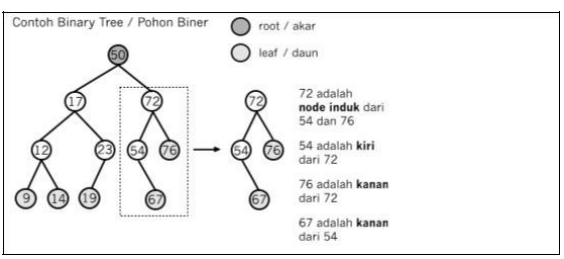 Contoh Binary Tree / Pohon Biner
root / akar
leaf / daun
50
17
72
12
23
54
76
9
14
19
67
72
54
76
67
72 adalah
node induk dari
54 dan 76
54 adalah kiri
dari 72
76 adalah kanan
dari 72
67 adalah kanan
dari 54